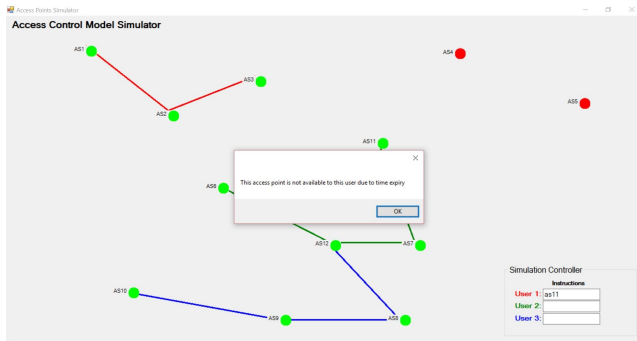 Access Points Simulator
Access Control Model Simulator
AS1
AS4
AS3
AS5
AS2
AS11
This access point is not available to this user due to time expiry
AS6
OK
AS12
AS7
Simulation Controller
Instructions
AS10
User 1: as11
User 2:
AS9
AS8
User 3: